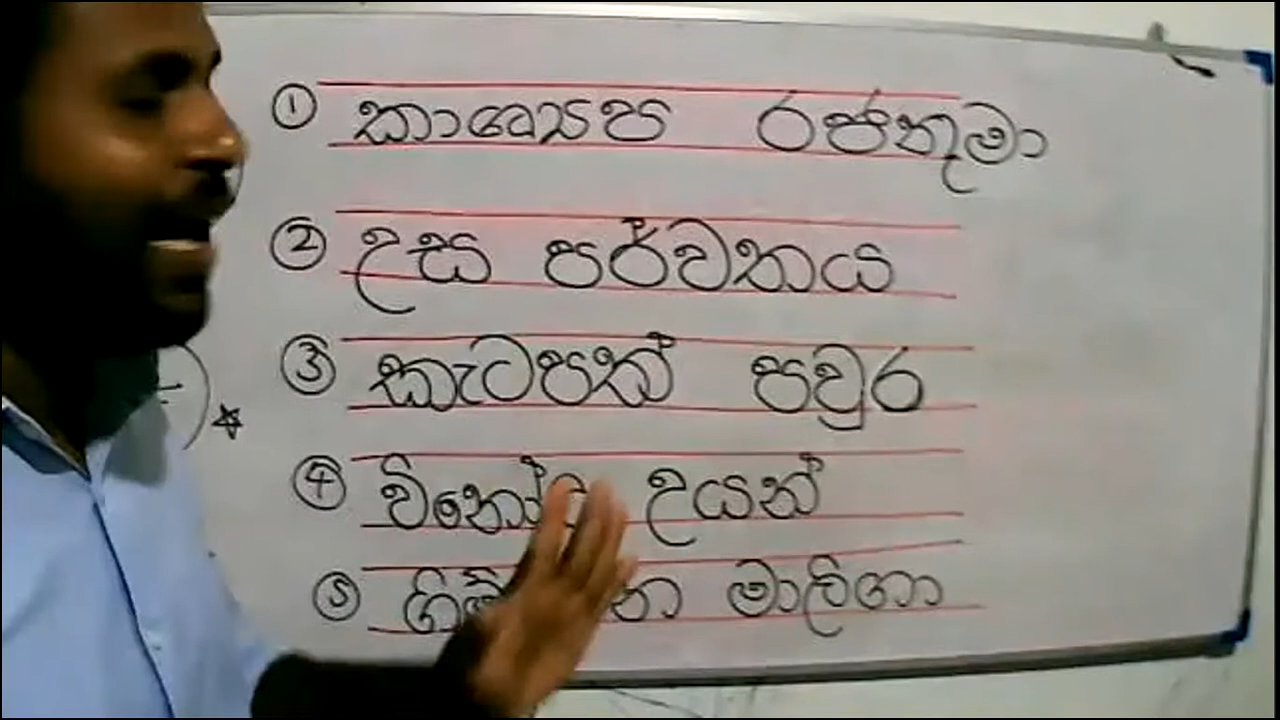 ① කාශ්‍යප රජතුමා
② උස පර්වතය
③ කැටපත් පවුර
④ උයන්
⑤ මාලිගා